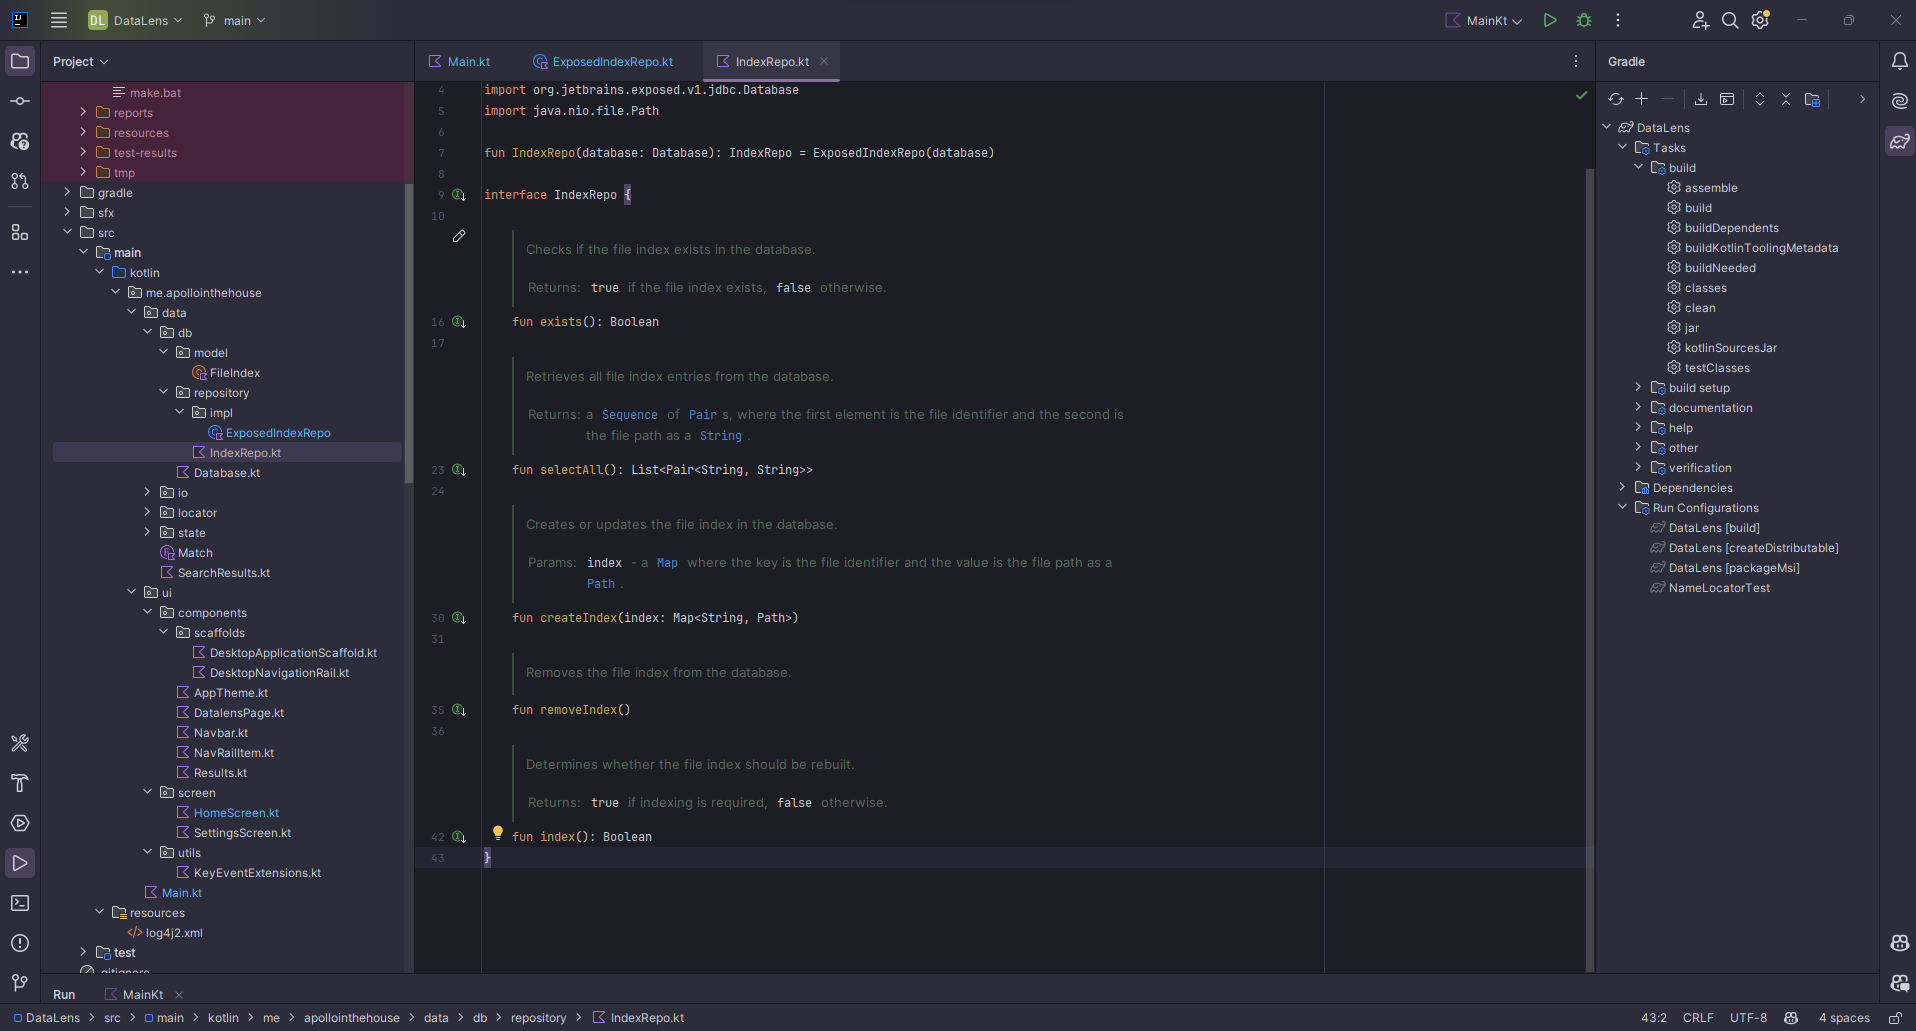 DL DataLens main MainKt
Project
make.bat
reports
resources
test-results
tmp
gradle
sfx
src
main
kotlin
me.apollointhehouse
data
db
model
FileIndex
repository
impl
ExposedIndexRepo
IndexRepo.kt
Database.kt
io
locator
state
Match
SearchResults.kt
ui
components
scaffolds
DesktopApplicationScaffold.kt
DesktopNavigationRail.kt
AppTheme.kt
DatalensPage.kt
Navbar.kt
NavRailItem.kt
Results.kt
screen
HomeScreen.kt
SettingsScreen.kt
utils
KeyEventExtensions.kt
Main.kt
resources
log4j2.xml
test
.gitignore
Main.kt ExposedIndexRepo.kt IndexRepo.kt
4 import org.jetbrains.exposed.v1.jdbc.Database
5 import java.nio.file.Path
6
7 fun IndexRepo(database: Database): IndexRepo = ExposedIndexRepo(database)
8
9 interface IndexRepo {
10
Checks if the file index exists in the database.
Returns: true if the file index exists, false otherwise.
16 fun exists(): Boolean
17
Retrieves all file index entries from the database.
Returns: a Sequence of Pair s, where the first element is the file identifier and the second is
the file path as a String .
23 fun selectAll(): List<Pair<String, String>>
24
Creates or updates the file index in the database.
Params: index - a Map where the key is the file identifier and the value is the file path as a
Path .
30 fun createIndex(index: Map<String, Path>)
31
Removes the file index from the database.
35 fun removeIndex()
36
Determines whether the file index should be rebuilt.
Returns: true if indexing is required, false otherwise.
42 fun index(): Boolean
43 }
Gradle
DataLens
Tasks
build
assemble
build
buildDependents
buildKotlinToolingMetadata
buildNeeded
classes
clean
jar
kotlinSourcesJar
testClasses
build setup
documentation
help
other
verification
Dependencies
Run Configurations
DataLens [build]
DataLens [createDistributable]
DataLens [packageMsi]
NameLocatorTest
Run MainKt
DataLens > src > main > kotlin > me > apollointhehouse > data > db > repository > IndexRepo.kt
43:2 CRLF UTF-8 4 spaces